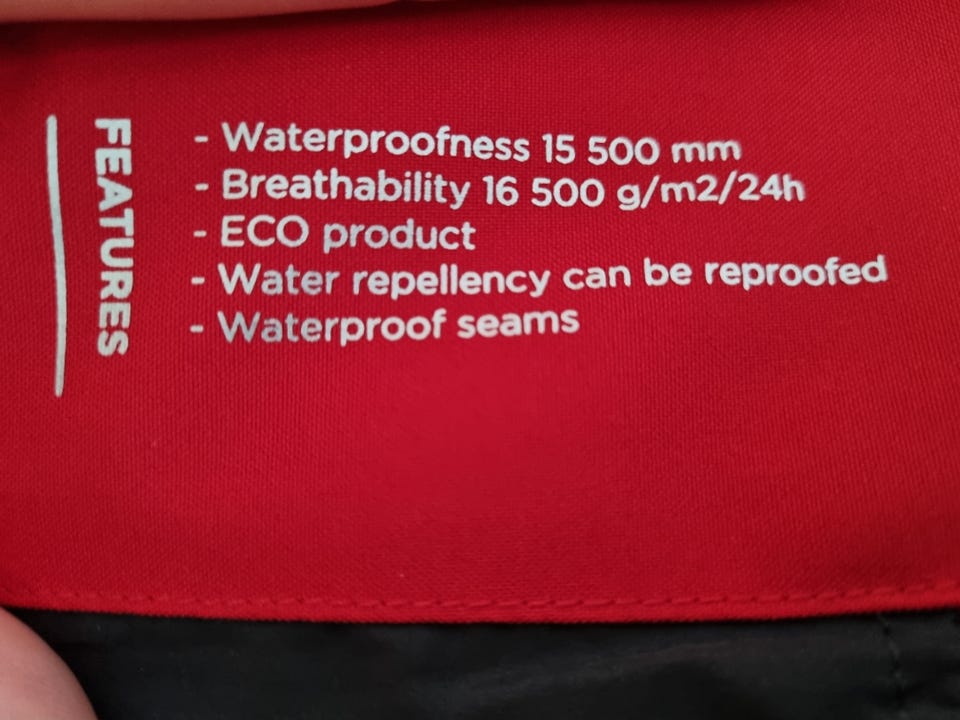 FEATURES
- Waterproofness 15 500 mm
- Breathability 16 500 g/m2/24h
- ECO product
- Water repellency can be reproofed
- Waterproof seams